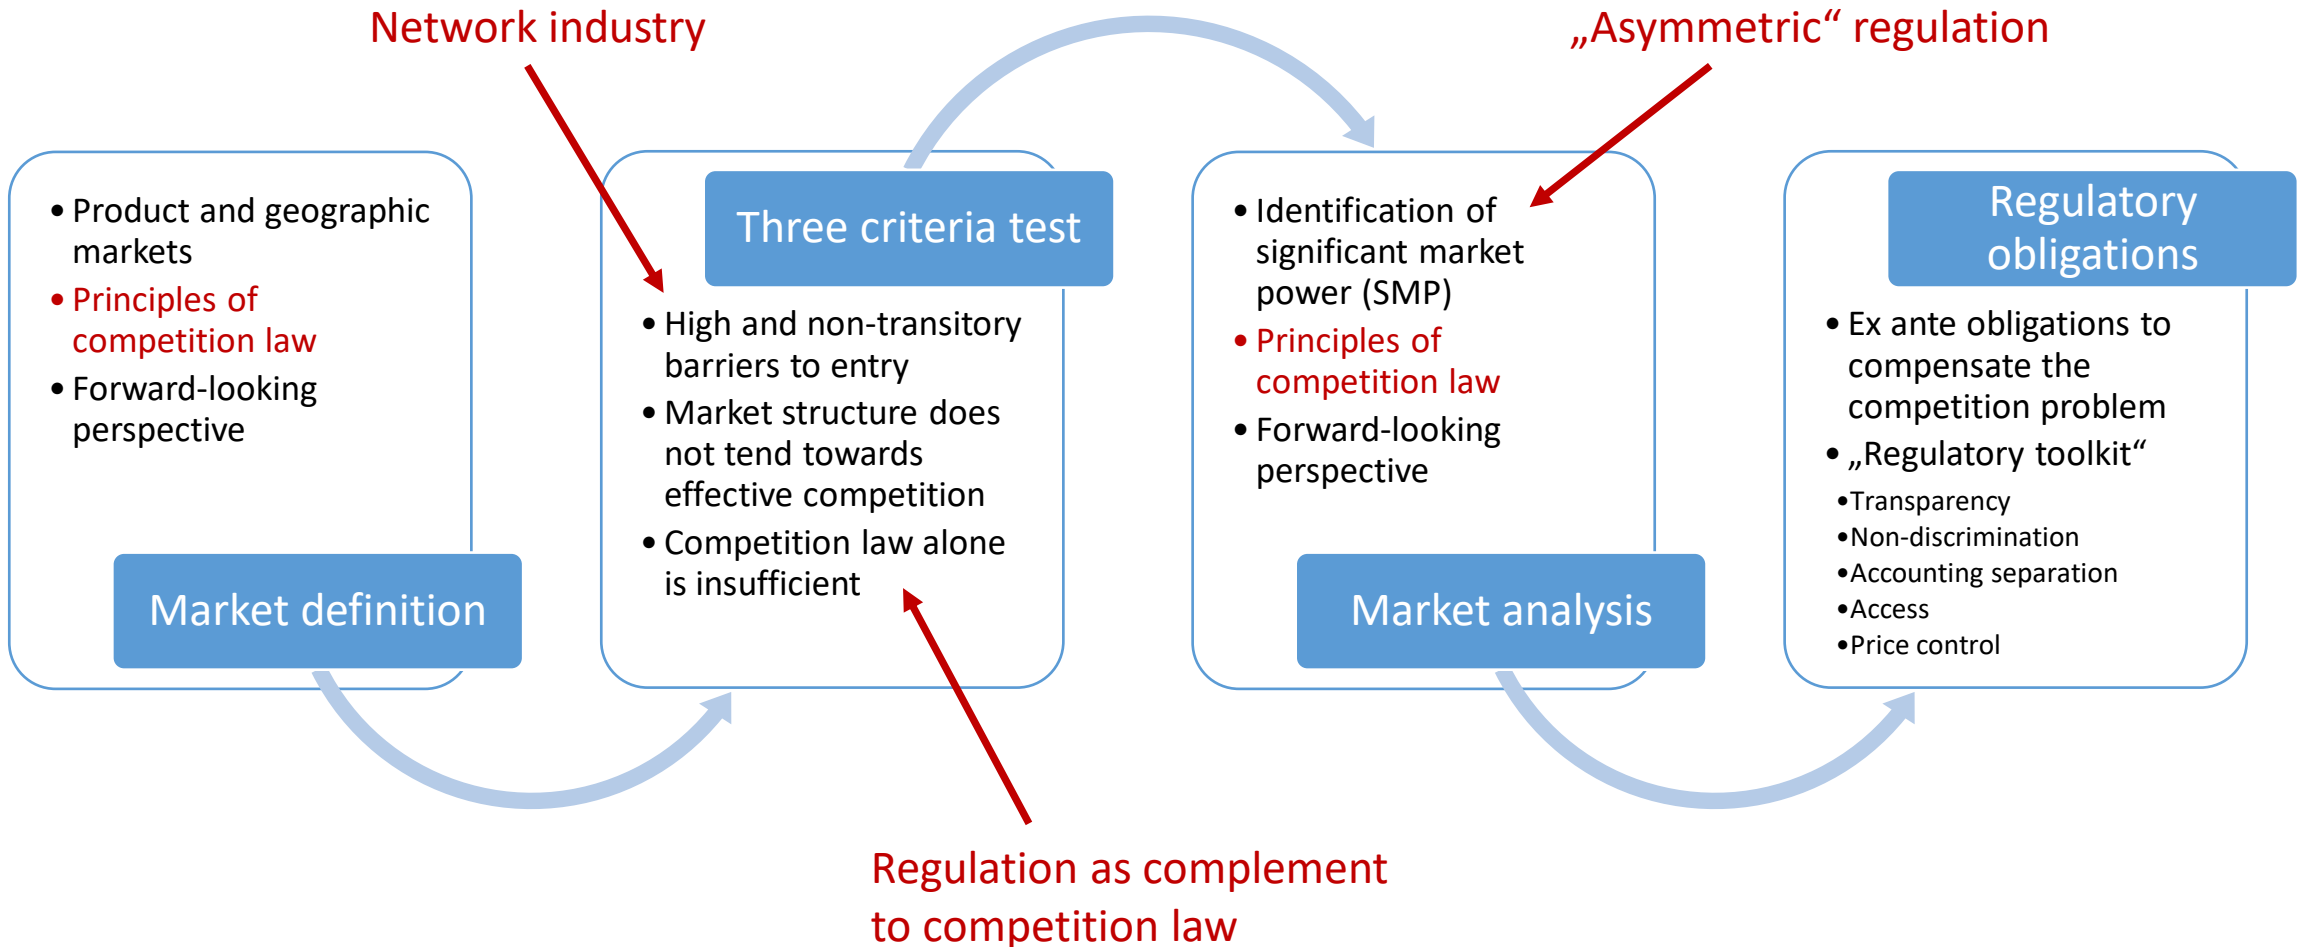 Network industry
„Asymmetric“ regulation
• Product and geographic
markets
• Principles of
competition law
• Forward-looking
perspective
Market definition
Three criteria test
• High and non-transitory
barriers to entry
• Market structure does
not tend towards
effective competition
• Competition law alone
is insufficient
• Identification of
significant market
power (SMP)
• Principles of
competition law
• Forward-looking
perspective
Market analysis
Regulatory
obligations
• Ex ante obligations to
compensate the
competition problem
• „Regulatory toolkit“
•Transparency
•Non-discrimination
•Accounting separation
•Access
•Price control
Regulation as complement
to competition law